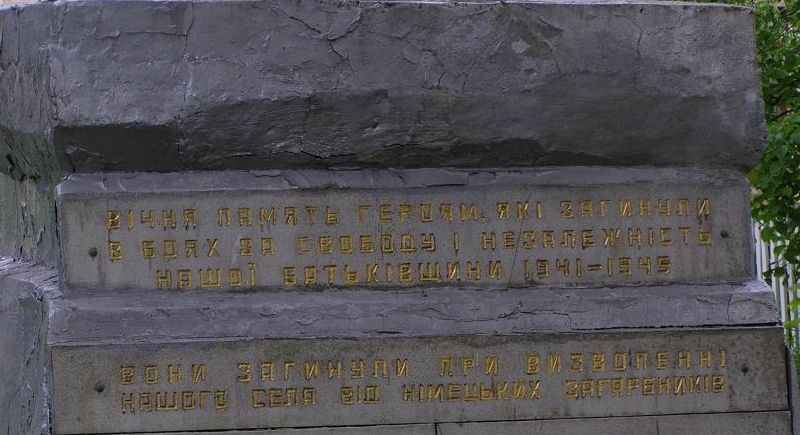 ВІЧНА ПАМЯТЬ ГЕРОЯМ, ЯКІ ЗАГИНУЛИ
В БОЯХ ЗА СВОБОДУ І НЕЗАЛЕЖНІСТЬ
НАШОЇ БАТЬКІВЩИНИ 1941-1945
ВОНИ ЗАГИНУЛИ ПРИ ВИЗВОЛЕННІ
НАШОГО СЕЛА ВІД НІМЕЦЬКИХ ЗАГАРБНИКІВ